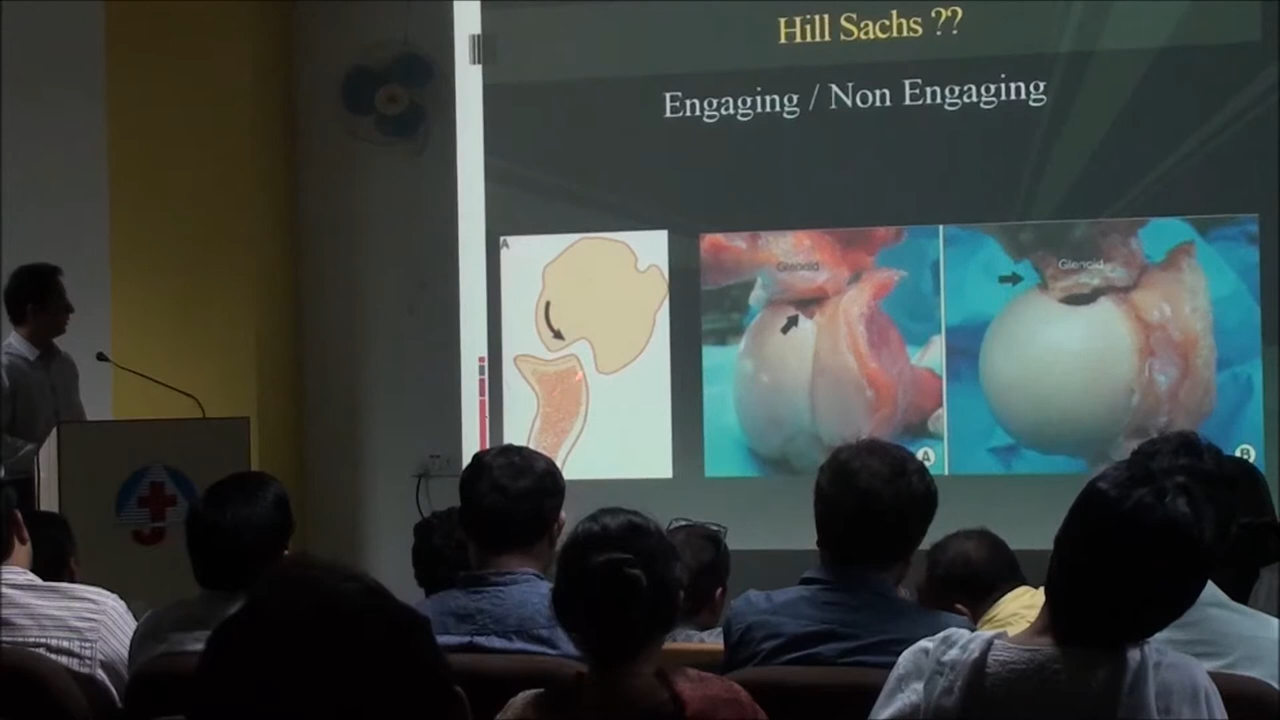 Hill Sachs ??
Engaging / Non Engaging
A
Glenoid
Glenoid
A
B